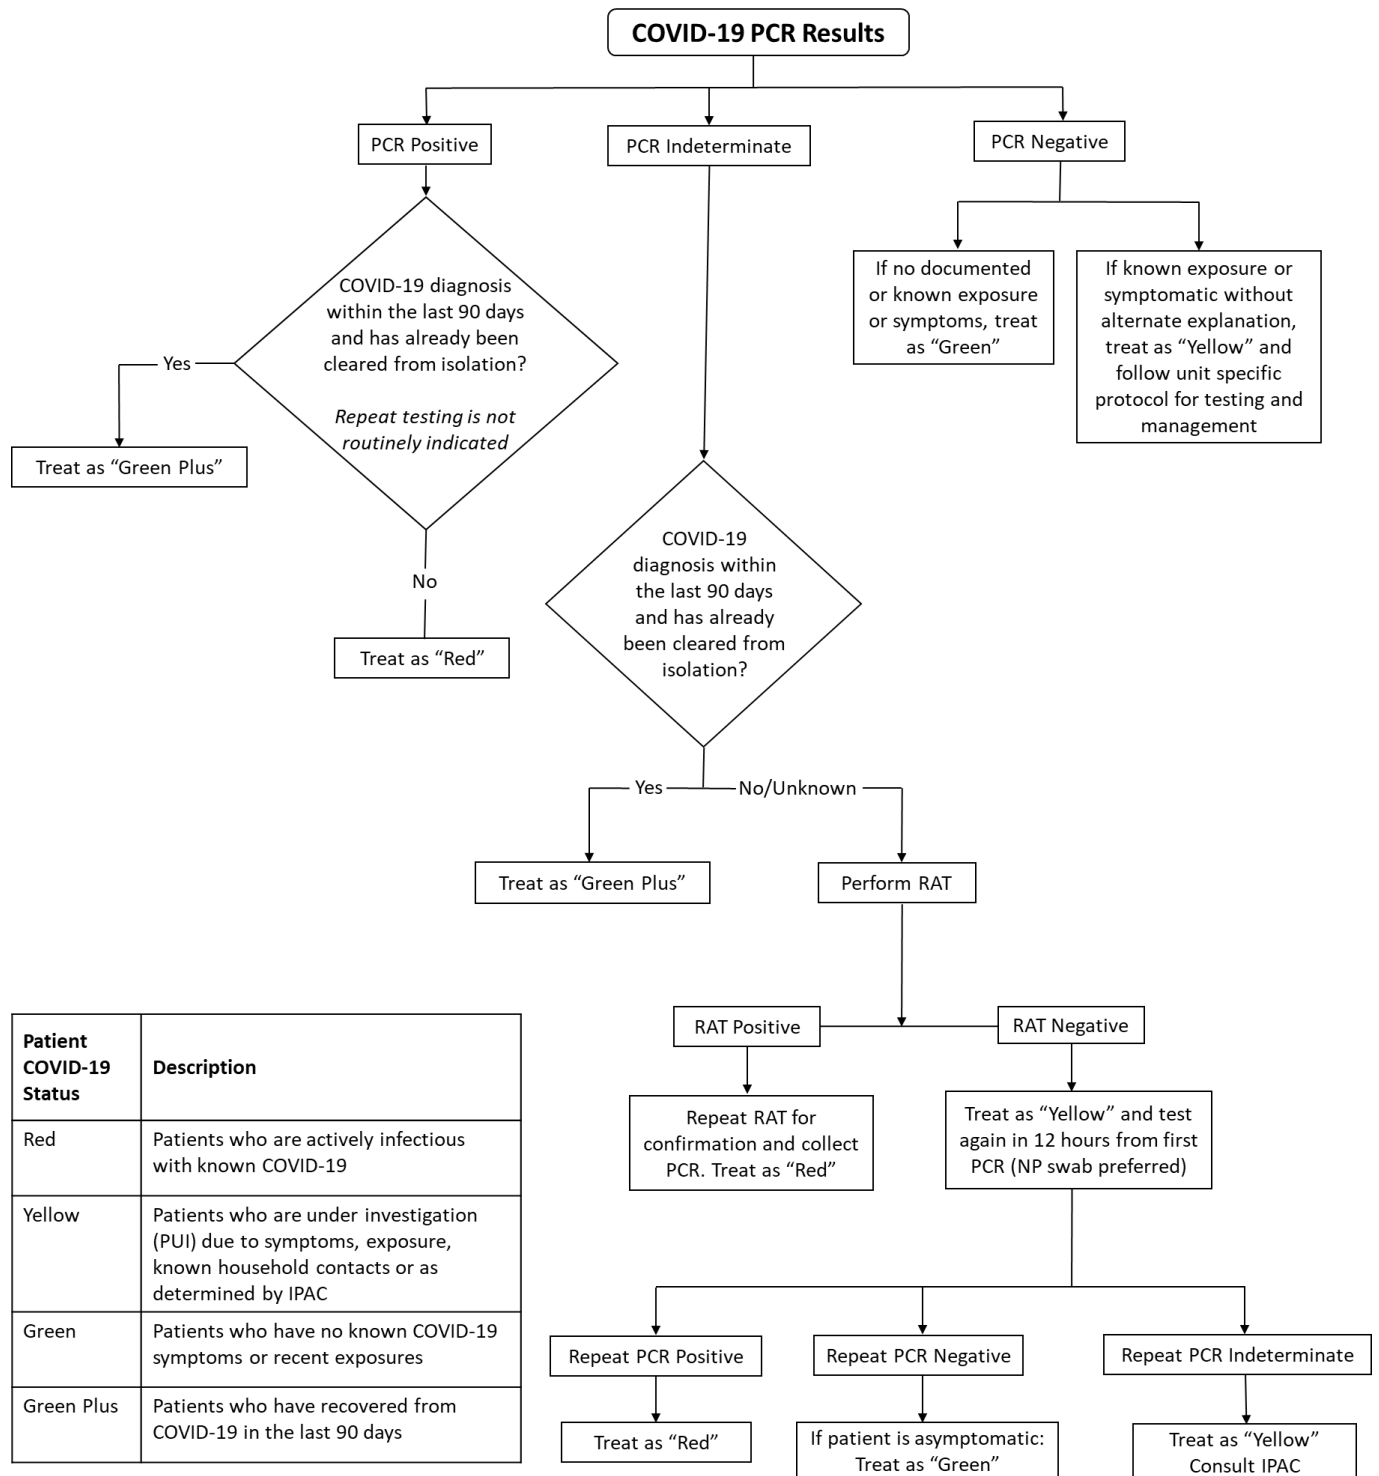 COVID-19 PCR Results
PCR Positive
PCR Indeterminate
PCR Negative
COVID-19 diagnosis
within the last 90 days
and has already been
cleared from isolation?
Repeat testing is not
routinely indicated
Yes
Treat as “Green Plus”
No
Treat as “Red”
If no documented
or known exposure
or symptoms, treat
as “Green”
If known exposure or
symptomatic without
alternate explanation,
treat as “Yellow” and
follow unit specific
protocol for testing and
management
COVID-19
diagnosis within
the last 90 days
and has already
been cleared from
isolation?
Yes
No/Unknown
Treat as “Green Plus”
Perform RAT
RAT Positive
RAT Negative
Repeat RAT for
confirmation and collect
PCR. Treat as “Red”
Treat as “Yellow” and test
again in 12 hours from first
PCR (NP swab preferred)
Repeat PCR Positive
Repeat PCR Negative
Repeat PCR Indeterminate
Treat as “Red”
If patient is asymptomatic:
Treat as “Green”
Treat as “Yellow”
Consult IPAC
Patient
COVID-19
Status
Description
Red
Patients who are actively infectious
with known COVID-19
Yellow
Patients who are under investigation
(PUI) due to symptoms, exposure,
known household contacts or as
determined by IPAC
Green
Patients who have no known COVID-19
symptoms or recent exposures
Green Plus
Patients who have recovered from
COVID-19 in the last 90 days